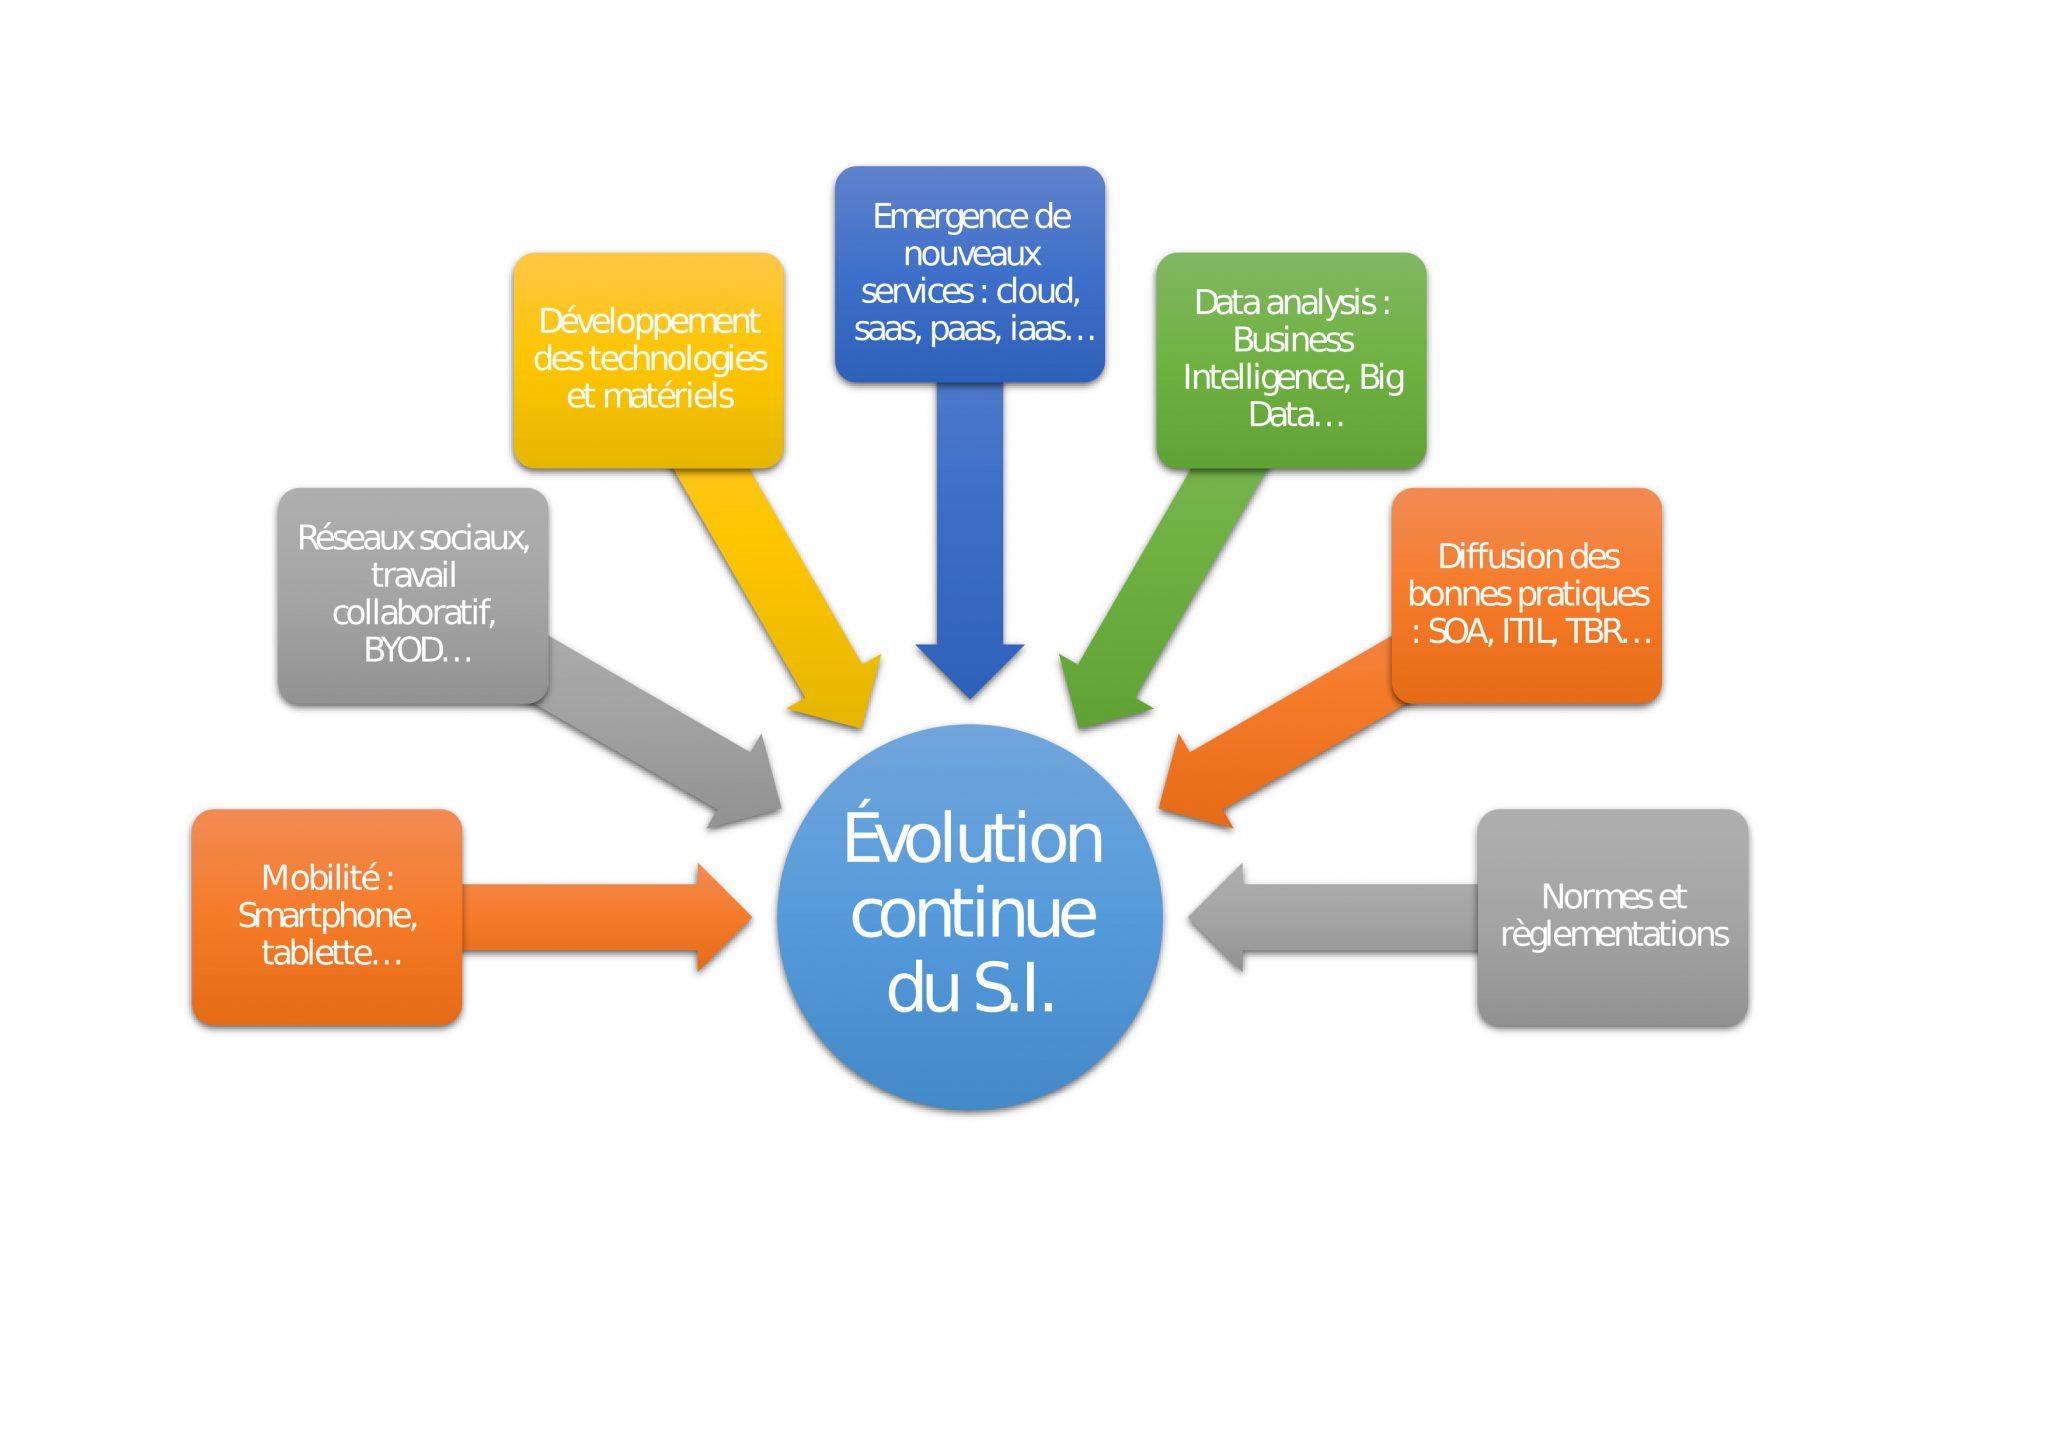 Emergence de
nouveaux
services : cloud,
saas, paas, iaas…
Développement
des technologies
et matériels
Data analysis :
Business
Intelligence, Big
Data…
Réseaux sociaux,
travail
collaboratif,
BYOD…
Diffusion des
bonnes pratiques
: SOA, ITIL, TBR…
Mobilité :
Smartphone,
tablette…
Évolution
continue
du S.I.
Normes et
règlementations